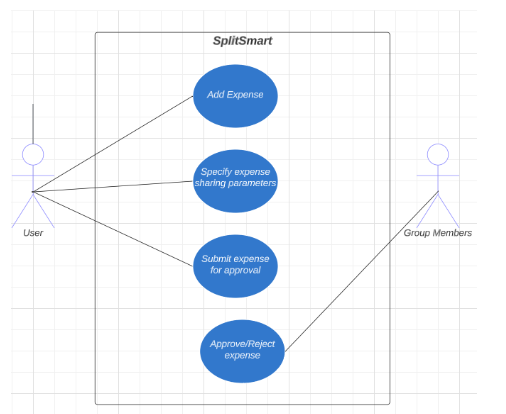 SplitSmart
Add Expense
Specify expense
sharing parameters
Submit expense
for approval
Approve/Reject
expense
User
Group Members